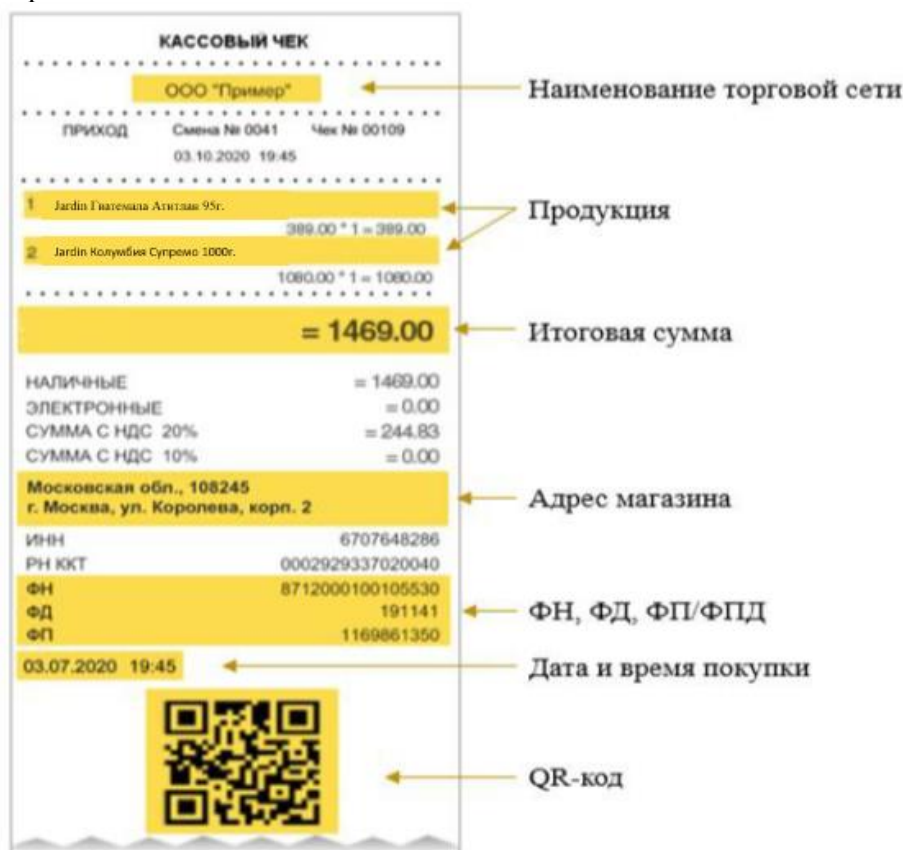 КАССОВЫЙ ЧЕК
ООО "Пример"
Наименование торговой сети
ПРИХОД Смена № 0041 Чек № 00109
03.10.2020 19:45
1 Jardin Гватемала Атитлан 95г.
Продукция
389.00 * 1 = 389.00
2 Jardin Колумбия Супремо 1000г.
1080.00 * 1 = 1080.00
= 1469.00
Итоговая сумма
НАЛИЧНЫЕ = 1469.00
ЭЛЕКТРОННЫЕ = 0.00
СУММА С НДС 20% = 244.83
СУММА С НДС 10% = 0.00
Московская обл., 108245
г. Москва, ул. Королева, корп. 2
Адрес магазина
ИНН 6707648286
РН ККТ 0002929337020040
ФН 8712000100105530
ФД 191141
ФП 1169861350
ФН, ФД, ФП/ФПД
03.07.2020 19:45
Дата и время покупки
QR-код